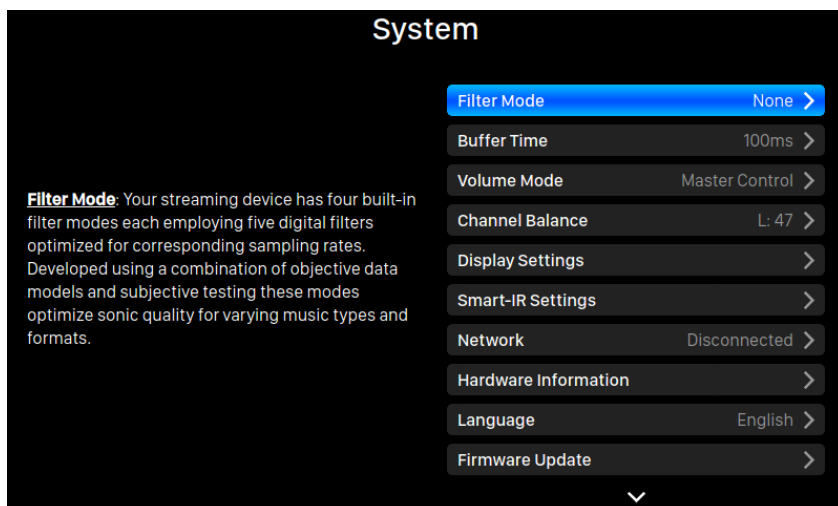 System
Filter Mode: Your streaming device has four built-in
filter modes each employing five digital filters
optimized for corresponding sampling rates.
Developed using a combination of objective data
models and subjective testing these modes
optimize sonic quality for varying music types and
formats.
Filter Mode None
Buffer Time 100ms
Volume Mode Master Control
Channel Balance L: 47
Display Settings
Smart-IR Settings
Network Disconnected
Hardware Information
Language English
Firmware Update